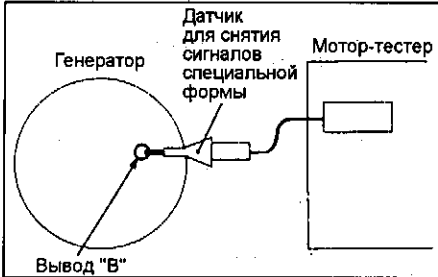 Датчик
для снятия
сигналов
специальной
формы
Генератор
Мотор-тестер
Вывод "В"